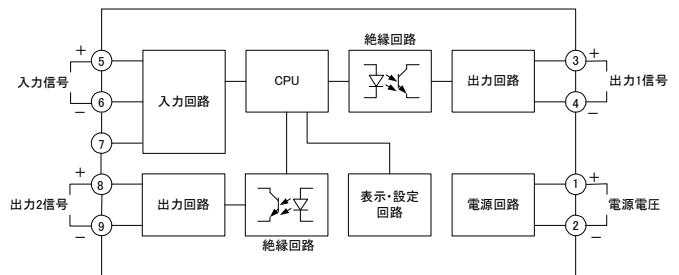 絶縁回路
+
5
入力信号
6
−
7
入力回路
CPU
出力回路
3
+
出力1信号
4
−
+
8
出力2信号
9
−
出力回路
絶縁回路
表示・設定
回路
電源回路
1
+
電源電圧
2
−